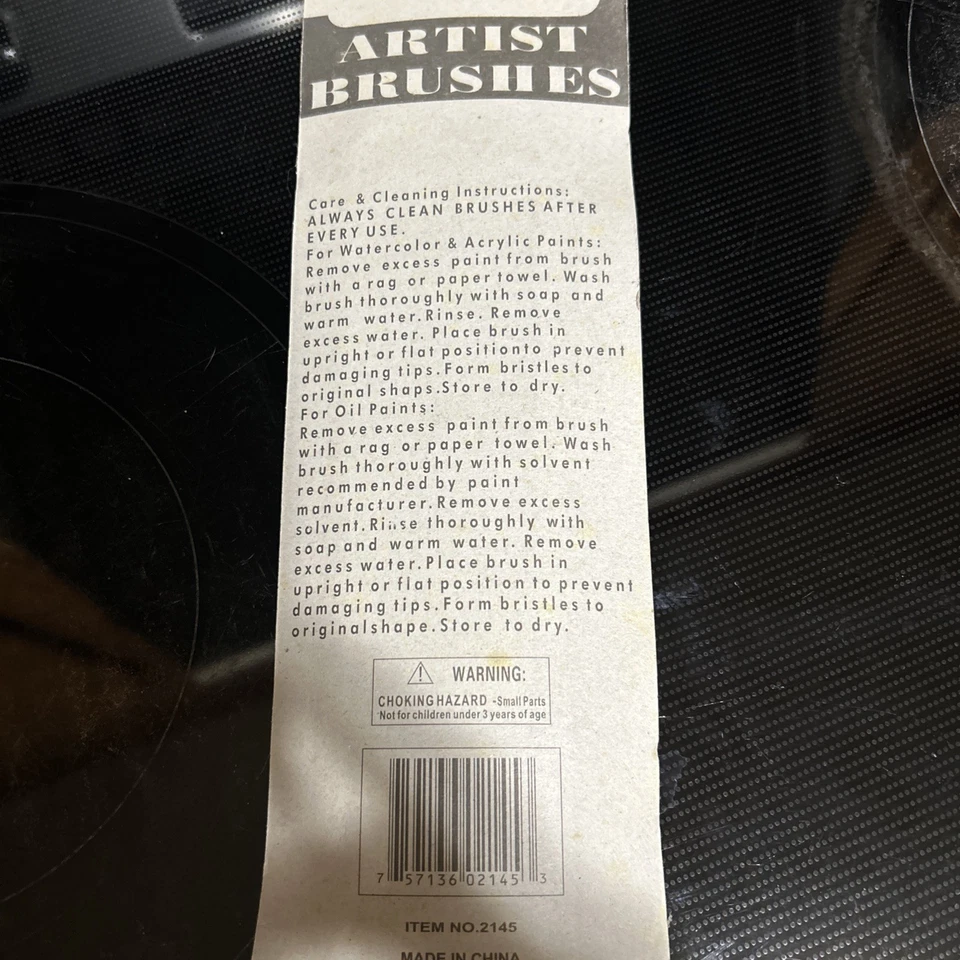 ARTIST
BRUSHES
Care & Cleaning Instructions:
ALWAYS CLEAN BRUSHES AFTER
EVERY USE.
For Watercolor & Acrylic Paints:
Remove excess paint from brush
with a rag or paper towel. Wash
brush thoroughly with soap and
warm water. Rinse. Remove
excess water. Place brush in
upright or flat positionto prevent
damaging tips. Form bristles to
original shaps. Store to dry.
For Oil Paints:
Remove excess paint from brush
with a rag or paper towel. Wash
brush thoroughly with solvent
recommended by paint
manufacturer. Remove excess
solvent. Rinse thoroughly with
soap and warm water. Remove
excess water. Place brush in
upright or flat position to prevent
damaging tips. Form bristles to
original shape. Store to dry.
WARNING:
CHOKING HAZARD -Small Parts
*Not for children under 3 years of age
7 57136 02145 3
ITEM NO.2145
MADE IN CHINA